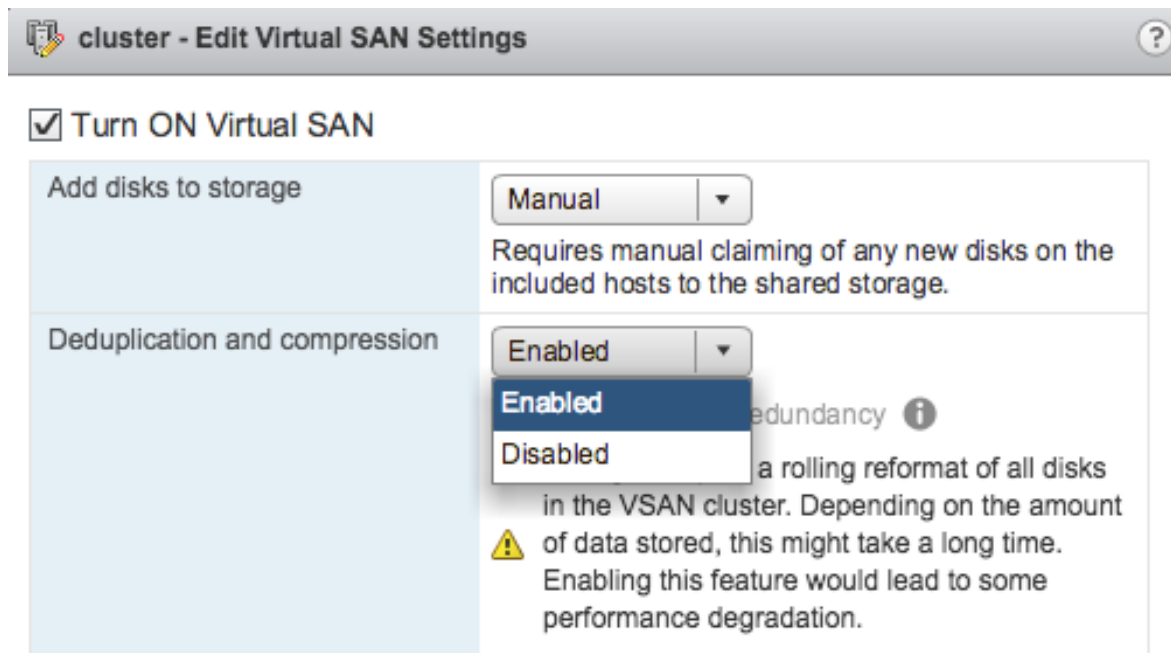 cluster - Edit Virtual SAN Settings
?
Turn ON Virtual SAN
Add disks to storage
Manual
Requires manual claiming of any new disks on the
included hosts to the shared storage.
Deduplication and compression
Enabled
Enabled
Disabled
a rolling reformat of all disks
in the VSAN cluster. Depending on the amount
of data stored, this might take a long time.
Enabling this feature would lead to some
performance degradation.